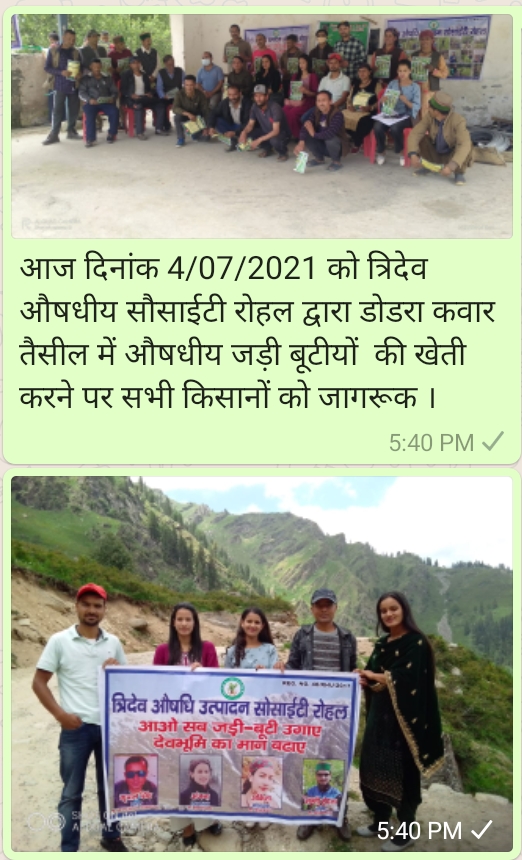 आज दिनांक 4/07/2021 को त्रिदेव
औषधीय सौसाईटी रोहल द्वारा डोडरा कवार
तैसील में औषधीय जड़ी बूटीयों की खेती
करने पर सभी किसानों को जागरूक ।
5:40 PM
त्रिदेव औषधि उत्पादन सोसाईटी रोहल
आओ सब जड़ी-बूटी उगाए
देवभूमि का मान बढाए
5:40 PM